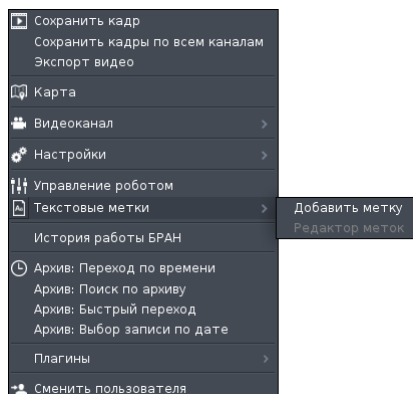 Сохранить кадр
Сохранить кадры по всем каналам
Экспорт видео
Карта
Видеоканал
Настройки
Управление роботом
Текстовые метки
Добавить метку
Редактор меток
История работы БРАН
Архив: Переход по времени
Архив: Поиск по архиву
Архив: Быстрый переход
Архив: Выбор записи по дате
Плагины
Сменить пользователя